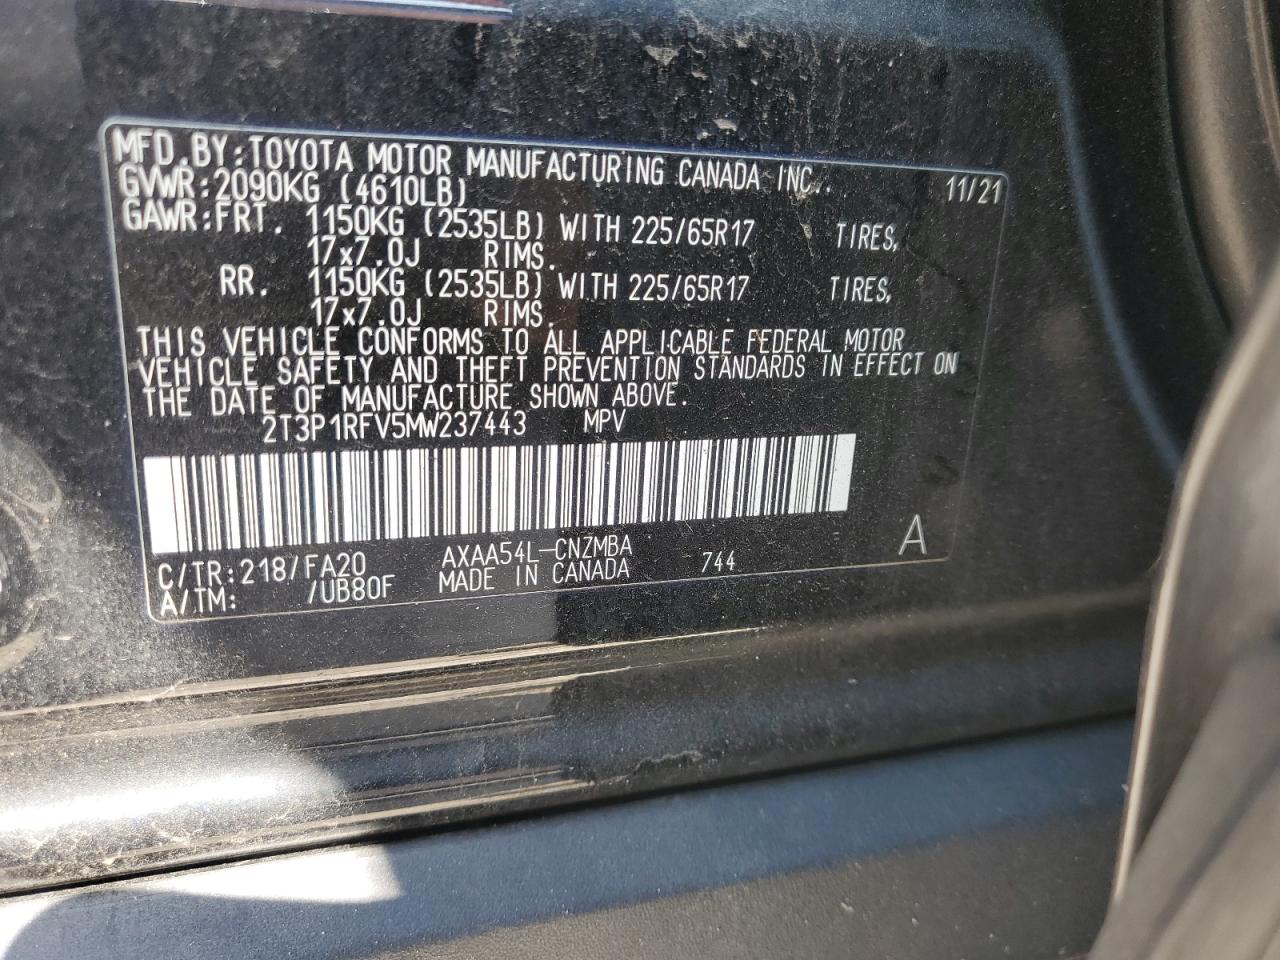 MFD.BY:TOYOTA MOTOR MANUFACTURING CANADA INC.
11/21
GVWR:2090KG (4610LB)
GAWR:FRT. 1150KG (2535LB) WITH 225/65R17 TIRES,
17x7.0J RIMS.
RR. 1150KG (2535LB) WITH 225/65R17 TIRES,
17x7.0J RIMS.
THIS VEHICLE CONFORMS TO ALL APPLICABLE FEDERAL MOTOR
VEHICLE SAFETY AND THEFT PREVENTION STANDARDS IN EFFECT ON
THE DATE OF MANUFACTURE SHOWN ABOVE.
2T3P1RFV5MW237443 MPV
C/TR:218/FA20 AXAA54L-CNZMBA 744 A
A/TM: /UB80F MADE IN CANADA